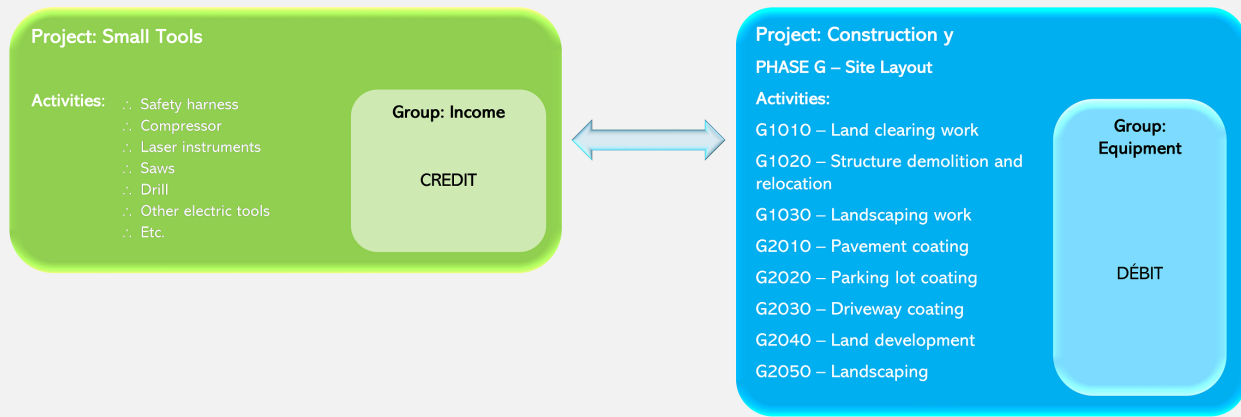 Project: Small Tools
Activities:
∴ Safety harness
∴ Compressor
∴ Laser instruments
∴ Saws
∴ Drill
∴ Other electric tools
∴ Etc.
Group: Income
CREDIT
Project: Construction y
PHASE G – Site Layout
Activities:
G1010 – Land clearing work
G1020 – Structure demolition and
relocation
G1030 – Landscaping work
G2010 – Pavement coating
G2020 – Parking lot coating
G2030 – Driveway coating
G2040 – Land development
G2050 – Landscaping
Group:
Equipment
DÉBIT